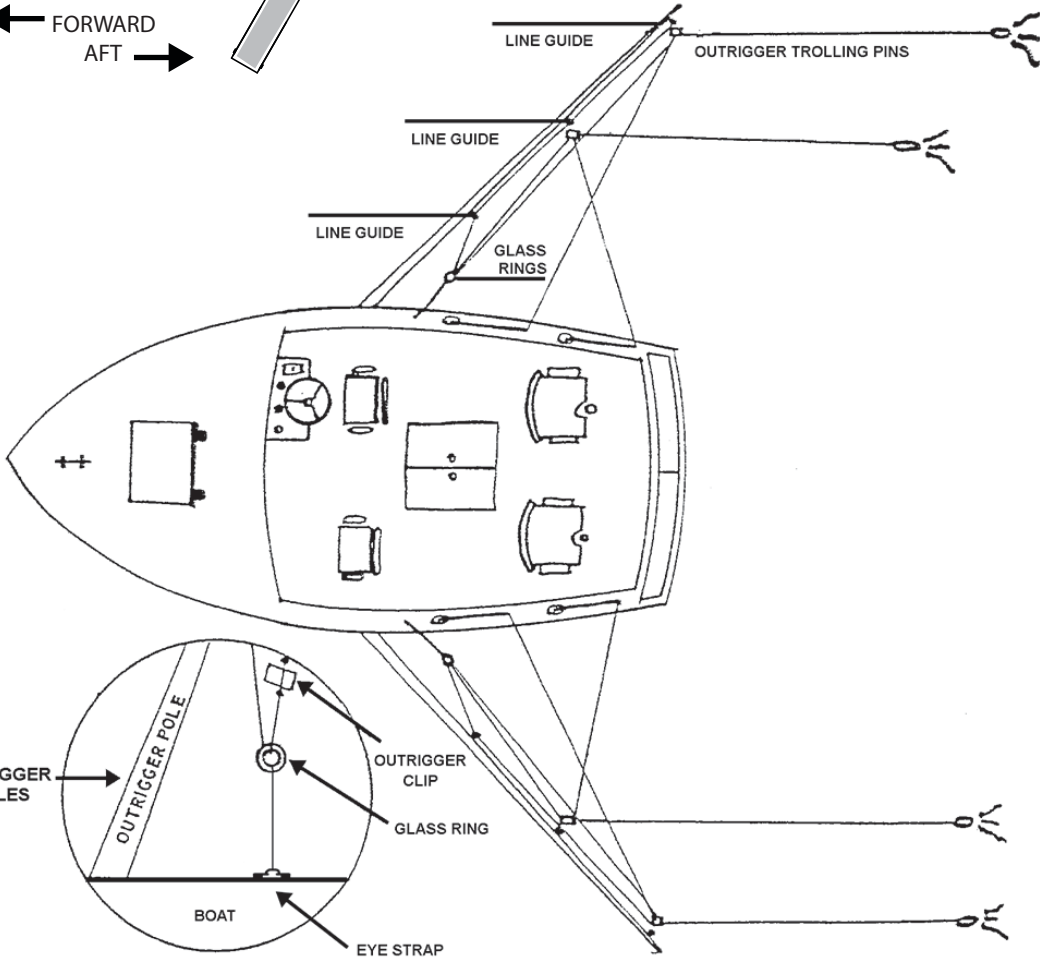 FORWARD
AFT
LINE GUIDE
OUTRIGGER TROLLING PINS
LINE GUIDE
LINE GUIDE
GLASS
RINGS
OUTRIGGER POLE
OUTRIGGER
CLIP
GLASS RING
BOAT
EYE STRAP